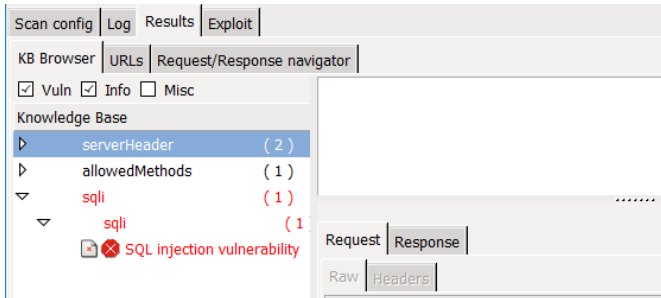 Scan config Log Results Exploit
KB Browser URLs Request/Response navigator
Vuln Info Misc
Knowledge Base
serverHeader ( 2 )
allowedMethods ( 1 )
sqli ( 1 )
sqli ( 1
SQL injection vulnerability
Request Response
Raw Headers